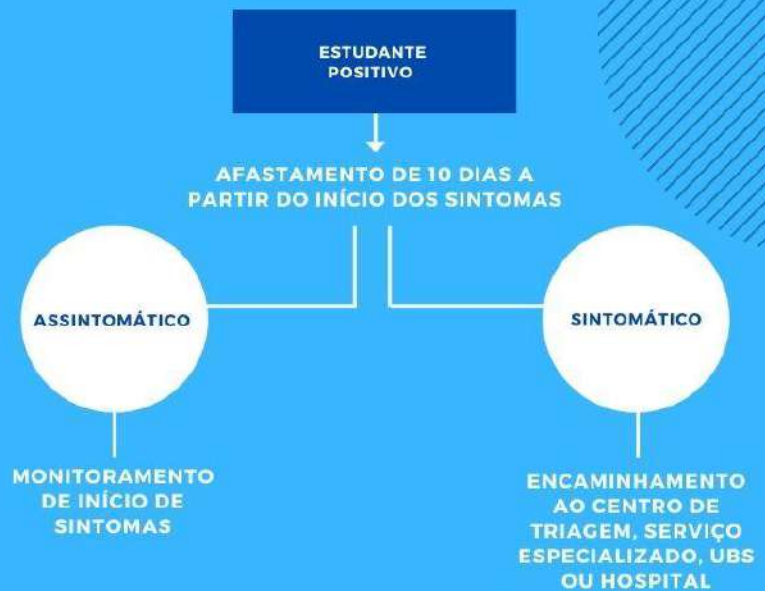 ESTUDANTE
POSITIVO
AFASTAMENTO DE 10 DIAS A
PARTIR DO INÍCIO DOS SINTOMAS
ASSINTOMÁTICO
SINTOMÁTICO
MONITORAMENTO
DE INÍCIO DE
SINTOMAS
ENCAMINHAMENTO
AO CENTRO DE
TRIAGEM, SERVIÇO
ESPECIALIZADO, UBS
OU HOSPITAL